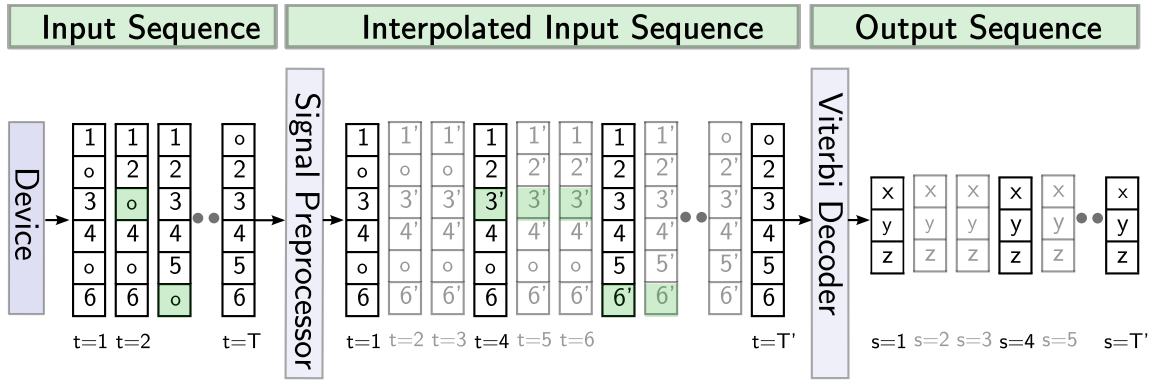 Input Sequence
Interpolated Input Sequence
Output Sequence
Device
1 1 1 o
o 2 2 2
3 o 3 3
4 4 4 4
o o 5 5
6 6 o 6
t=1 t=2 t=T
Signal Preprocessor
1 1' 1' 1 1' 1' 1 1' o o
o o o 2 2' 2' 2 2' 2' 2
3 3' 3' 3' 3' 3' 3 3' 3' 3
4 4' 4' 4 4' 4' 4 4' 4' 4
o o o o o o 5 5' 5' 5
6 6' 6' 6 6' 6' 6' 6' 6' 6
t=1 t=2 t=3 t=4 t=5 t=6 t=T'
Viterbi Decoder
x x x x x x
y y y y y y
z z z z z z
s=1 s=2 s=3 s=4 s=5 s=T'